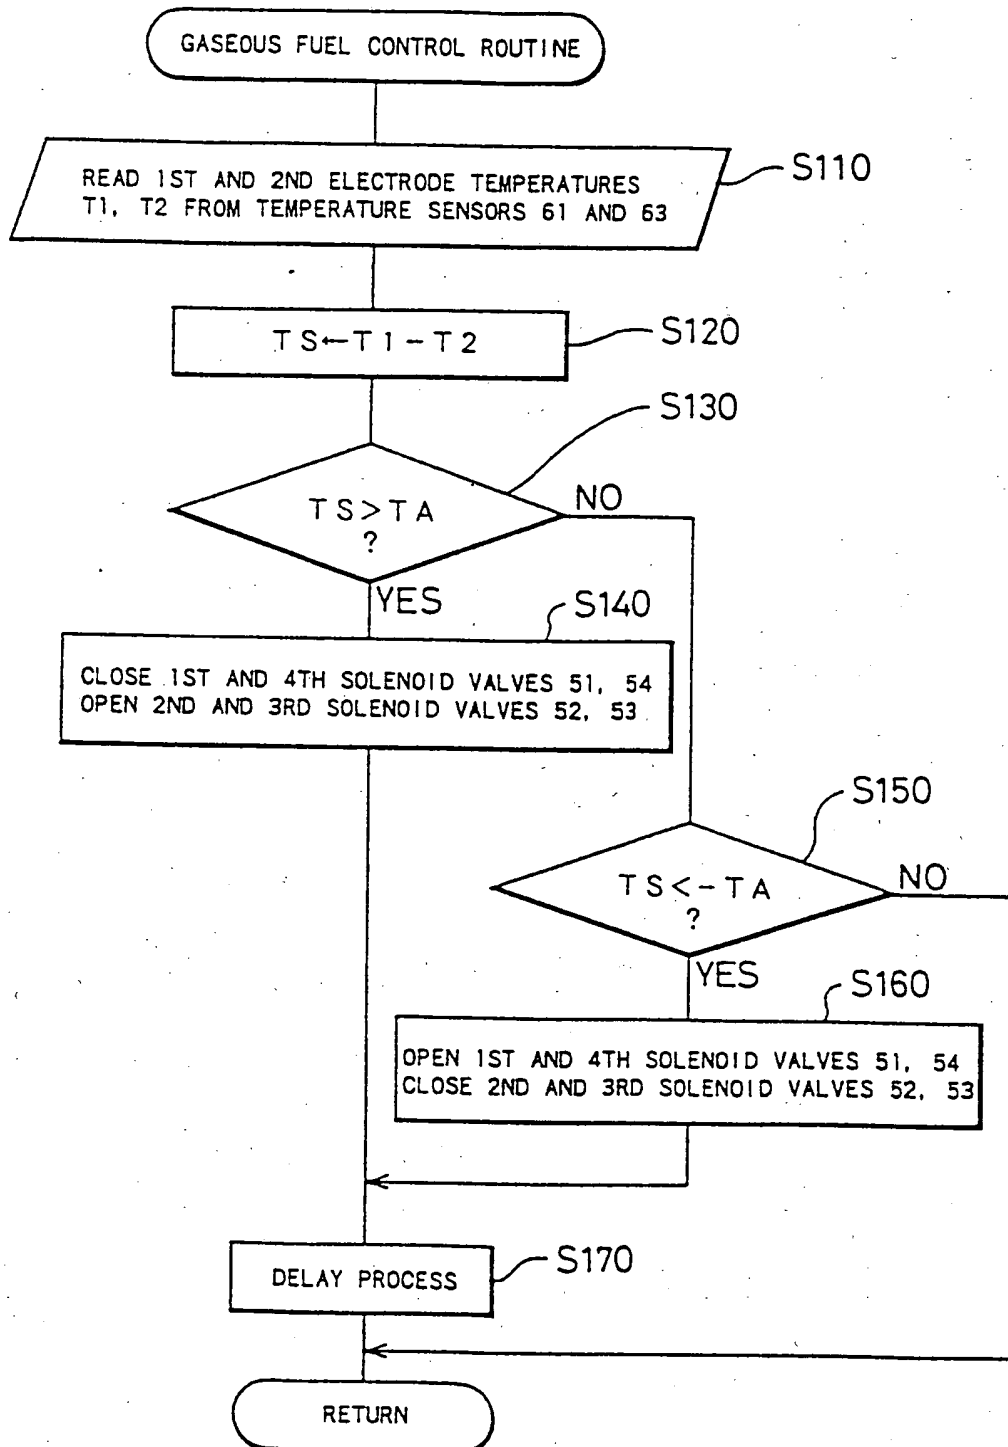 GASEOUS FUEL CONTROL ROUTINE
READ 1ST AND 2ND ELECTRODE TEMPERATURES
T1, T2 FROM TEMPERATURE SENSORS 61 AND 63
S110
TS←T1-T2
S120
S130
TS>TA
?
NO
YES
S140
CLOSE 1ST AND 4TH SOLENOID VALVES 51, 54
OPEN 2ND AND 3RD SOLENOID VALVES 52, 53
S150
TS<-TA
?
NO
YES
S160
OPEN 1ST AND 4TH SOLENOID VALVES 51, 54
CLOSE 2ND AND 3RD SOLENOID VALVES 52, 53
DELAY PROCESS
S170
RETURN